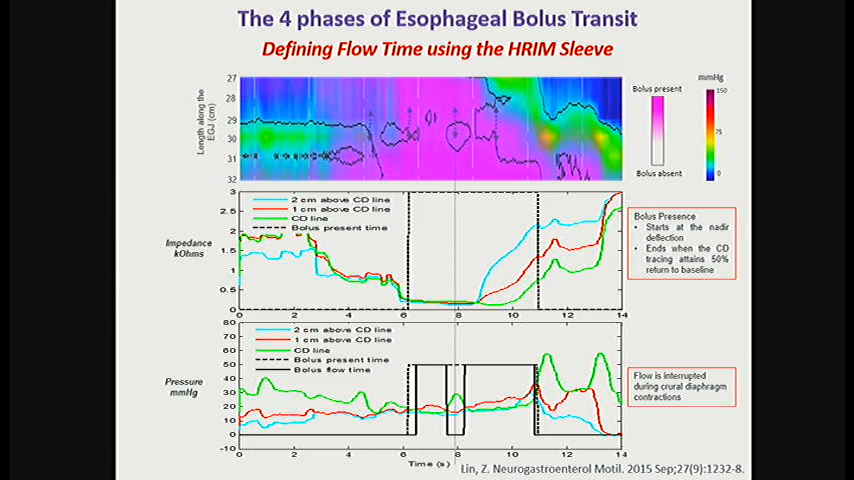 The 4 phases of Esophageal Bolus Transit
Defining Flow Time using the HRIM Sleeve
Length along the
EGJ (cm)
27
28
29
30
31
32
Bolus present
Bolus absent
mmHg
150
75
0
Impedance
kOhms
3
2.5
2
1.5
1
0.5
0
2 cm above CD line
1 cm above CD line
CD line
Bolus present time
0 2 4 6 8 10 12 14
Bolus Presence
• Starts at the nadir
deflection
• Ends when the CD
tracing attains 50%
return to baseline
Pressure
mmHg
80
70
60
50
40
30
20
10
0
-10
2 cm above CD line
1 cm above CD line
CD line
Bolus present time
Bolus flow time
0 2 4 6 8 10 12 14
Time (s)
Flow is interrupted
during crural diaphragm
contractions
Lin, Z. Neurogastroenterol Motil. 2015 Sep;27(9):1232-8.